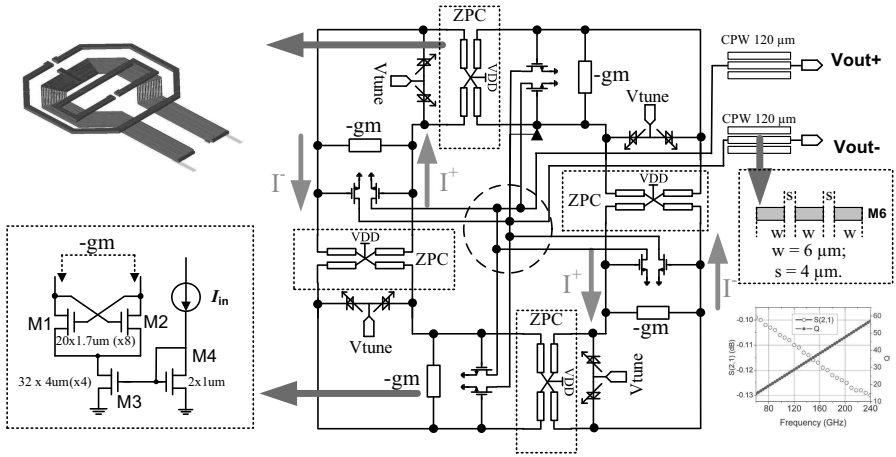 ZPC
Vtune
VDD
-gm
Vtune
CPW 120 µm
Vout+
CPW 120 µm
Vout-
-gm
I⁻
I⁺
VDD
ZPC
VDD
ZPC
s
s
M6
w
w
w
w = 6 µm;
s = 4 µm.
I⁺
I⁻
-gm
Vtune
-gm
ZPC
VDD
Vtune
-gm
Iin
M1
M2
20x1.7um (x8)
M4
32 x 4um(x4)
M3
2x1um
S(2,1)
Q
S(2,1) (dB)
-0.10
-0.11
-0.12
-0.13
60
50
40
30
20
10
Q
60
120
180
240
Frequency (GHz)